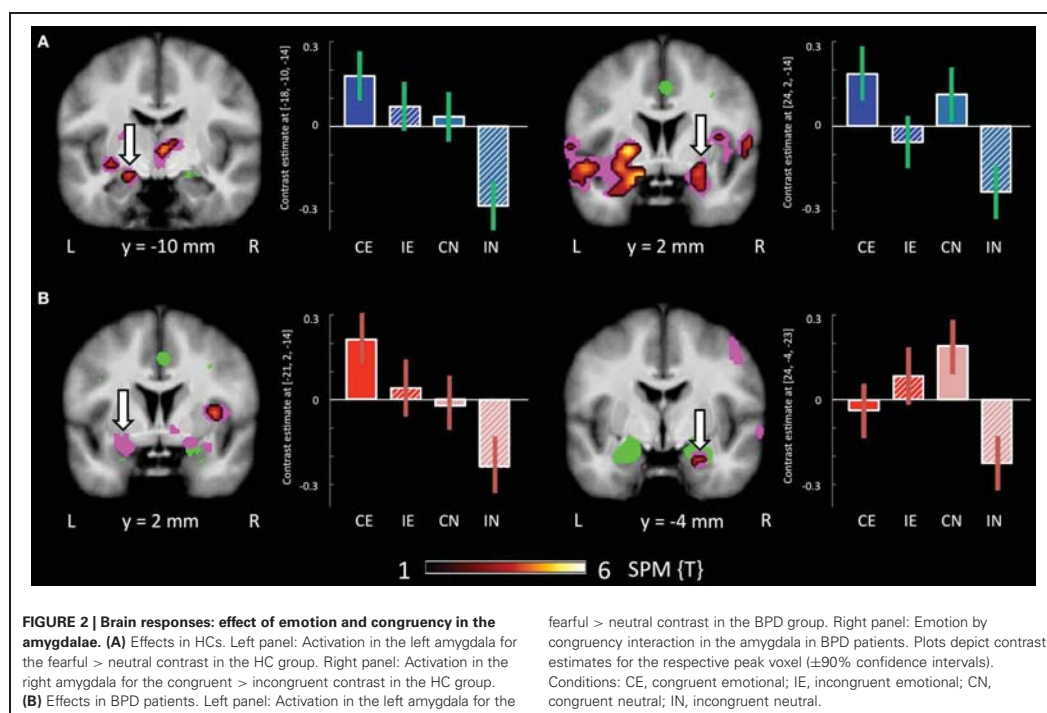 A
Contrast estimate at [-18, -10, -14]
0.3
0
-0.3
CE IE CN IN
L y = -10 mm R
Contrast estimate at [24, 2, -14]
0.3
0
-0.3
CE IE CN IN
L y = 2 mm R
B
Contrast estimate at [-21, 2, -14]
0.3
0
-0.3
CE IE CN IN
L y = 2 mm R
Contrast estimate at [24, -4, -23]
0.3
0
-0.3
CE IE CN IN
L y = -4 mm R
1 6 SPM {T}
FIGURE 2 | Brain responses: effect of emotion and congruency in the
amygdalae. (A) Effects in HCs. Left panel: Activation in the left amygdala for
the fearful > neutral contrast in the HC group. Right panel: Activation in the
right amygdala for the congruent > incongruent contrast in the HC group.
(B) Effects in BPD patients. Left panel: Activation in the left amygdala for the
fearful > neutral contrast in the BPD group. Right panel: Emotion by
congruency interaction in the amygdala in BPD patients. Plots depict contrast
estimates for the respective peak voxel (±90% confidence intervals).
Conditions: CE, congruent emotional; IE, incongruent emotional; CN,
congruent neutral; IN, incongruent neutral.